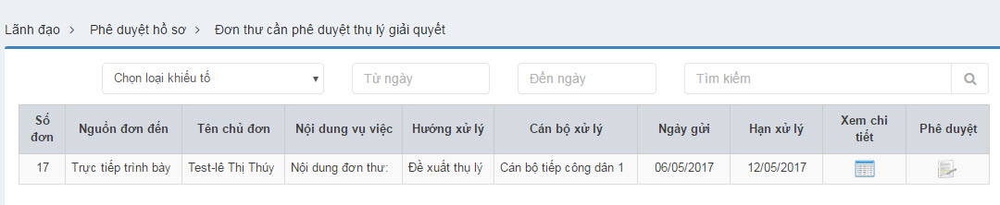 Lãnh đạo > Phê duyệt hồ sơ > Đơn thư cần phê duyệt thụ lý giải quyết
Chọn loại khiếu tố Từ ngày Đến ngày Tìm kiếm
Số đơn Nguồn đơn đến Tên chủ đơn Nội dung vụ việc Hướng xử lý Cán bộ xử lý Ngày gửi Hạn xử lý Xem chi tiết Phê duyệt
17 Trực tiếp trình bày Test-lê Thị Thúy Nội dung đơn thư: Đề xuất thụ lý Cán bộ tiếp công dân 1 06/05/2017 12/05/2017